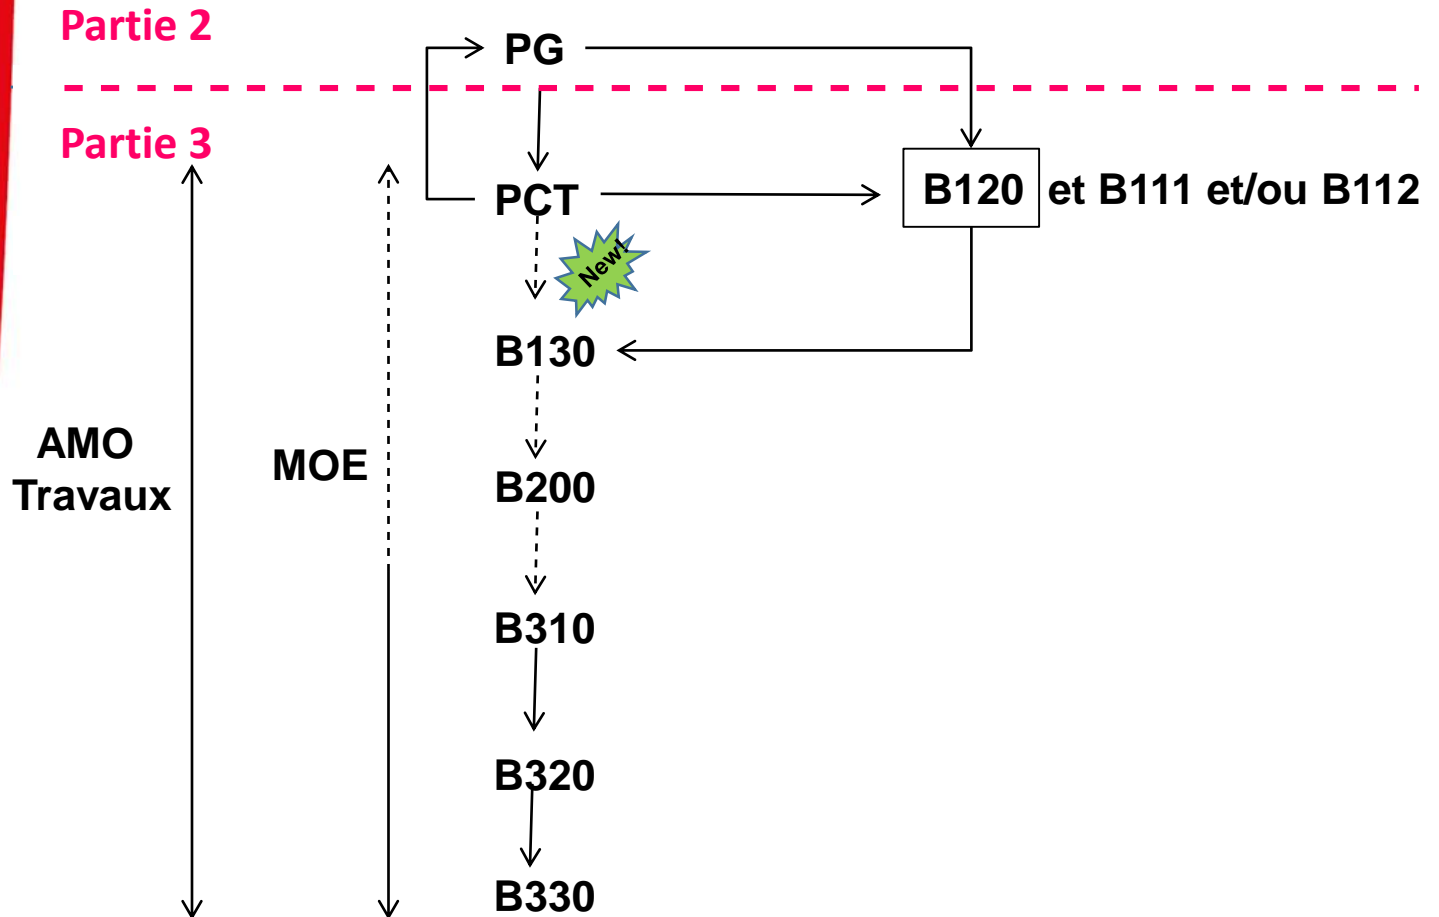 Partie 2
PG
Partie 3
PCT
B120 et B111 et/ou B112
New!
B130
AMO
Travaux
MOE
B200
B310
B320
B330